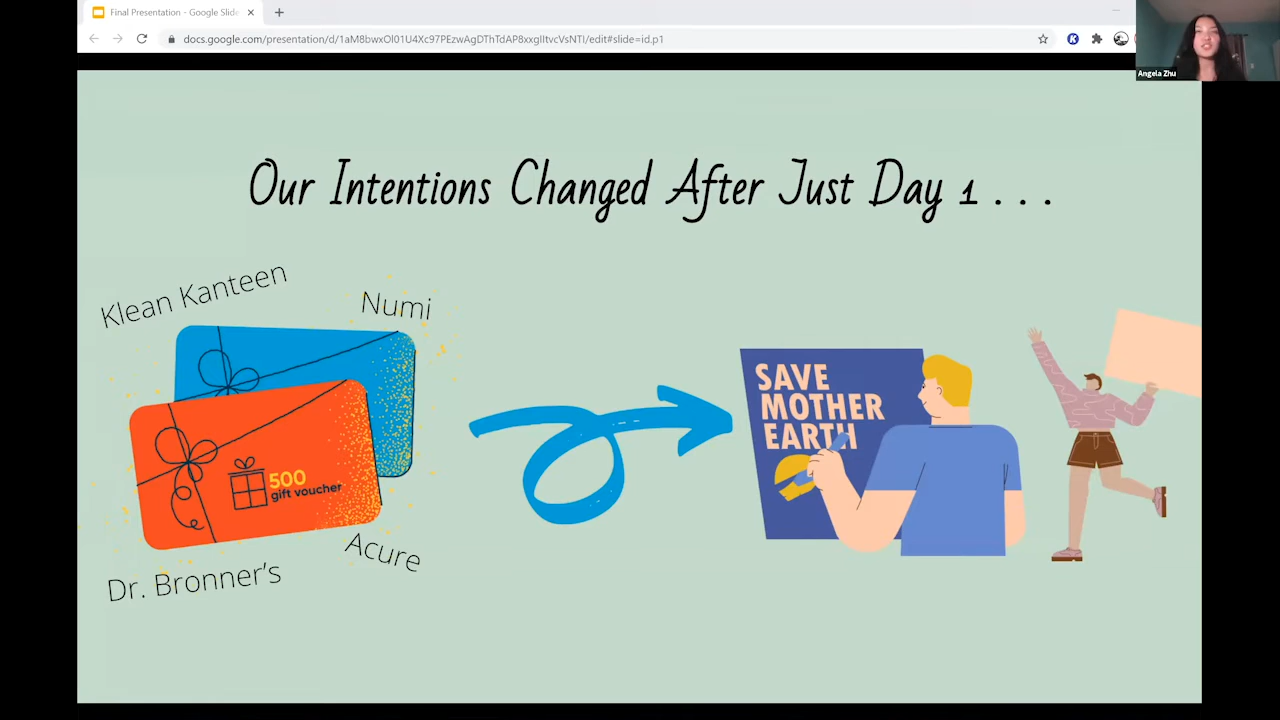 Final Presentation - Google Slide
docs.google.com/presentation/d/1aM8bwxOl01U4Xc97PEzwAgDThTdAP8xxgIItvcVsNTI/edit#slide=id.p1
Angela Zhu
Our Intentions Changed After Just Day 1 . . .
Klean Kanteen
Numi
500
gift voucher
SAVE
MOTHER
EARTH
Acure
Dr. Bronner's